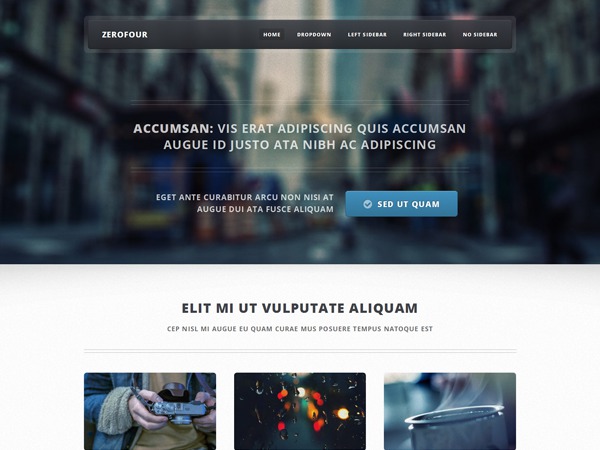 ZEROFOUR
HOME DROPDOWN LEFT SIDEBAR RIGHT SIDEBAR NO SIDEBAR
ACCUMSAN: VIS ERAT ADIPISCING QUIS ACCUMSAN
AUGUE ID JUSTO ATA NIBH AC ADIPISCING
EGET ANTE CURABITUR ARCU NON NISI AT
AUGUE DUI ATA FUSCE ALIQUAM
SED UT QUAM
ELIT MI UT VULPUTATE ALIQUAM
CEP NISL MI AUGUE EU QUAM CURAE MUS POSUERE TEMPUS NATOQUE EST